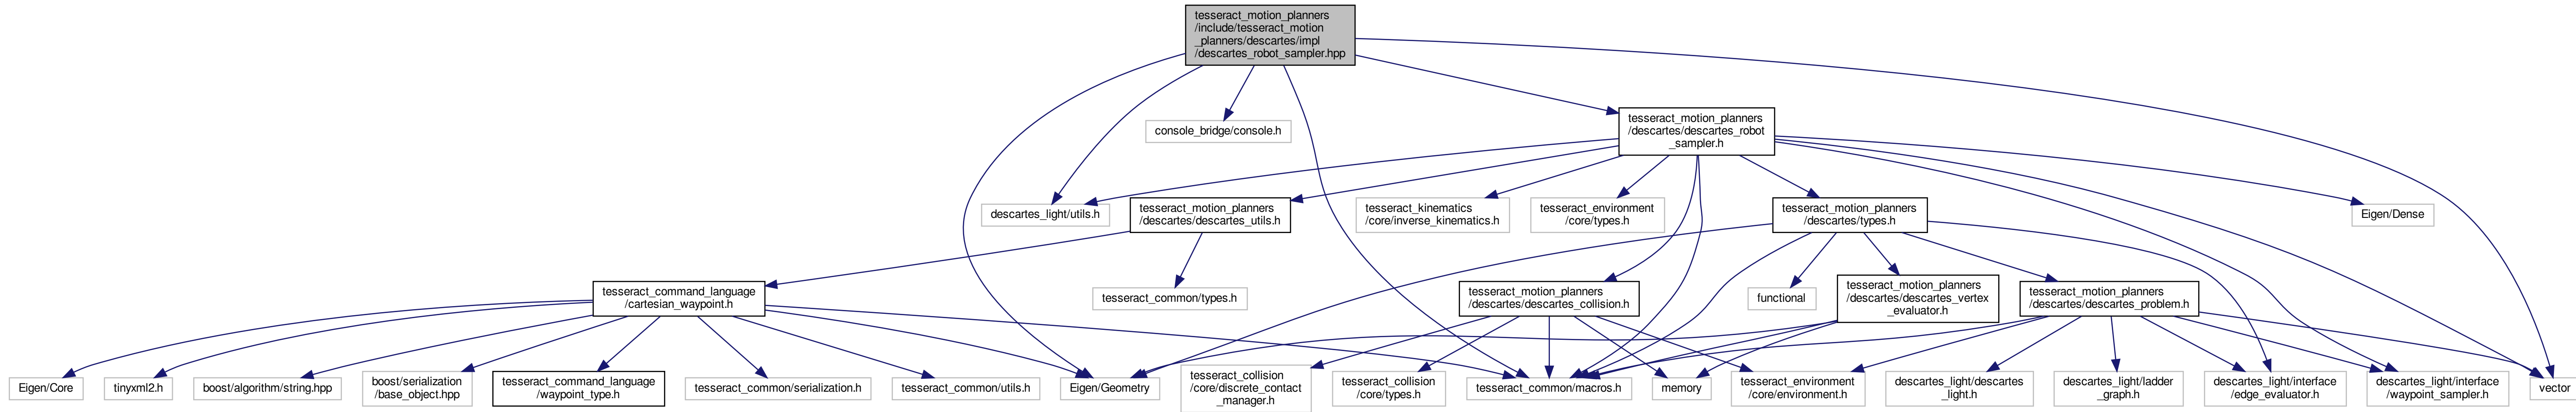 tesseract_motion_planners
/include/tesseract_motion
_planners/descartes/impl
/descartes_robot_sampler.hpp
console_bridge/console.h
tesseract_motion_planners
/descartes/descartes_robot
_sampler.h
descartes_light/utils.h
tesseract_motion_planners
/descartes/descartes_utils.h
tesseract_kinematics
/core/inverse_kinematics.h
tesseract_environment
/core/types.h
tesseract_motion_planners
/descartes/types.h
Eigen/Dense
tesseract_command_language
/cartesian_waypoint.h
tesseract_common/types.h
tesseract_motion_planners
/descartes/descartes_collision.h
functional
tesseract_motion_planners
/descartes/descartes_vertex
_evaluator.h
tesseract_motion_planners
/descartes/descartes_problem.h
Eigen/Core
tinyxml2.h
boost/algorithm/string.hpp
boost/serialization
/base_object.hpp
tesseract_command_language
/waypoint_type.h
tesseract_common/serialization.h
tesseract_common/utils.h
Eigen/Geometry
tesseract_collision
/core/discrete_contact
_manager.h
tesseract_collision
/core/types.h
tesseract_common/macros.h
memory
tesseract_environment
/core/environment.h
descartes_light/descartes
_light.h
descartes_light/ladder
_graph.h
descartes_light/interface
/edge_evaluator.h
descartes_light/interface
/waypoint_sampler.h
vector